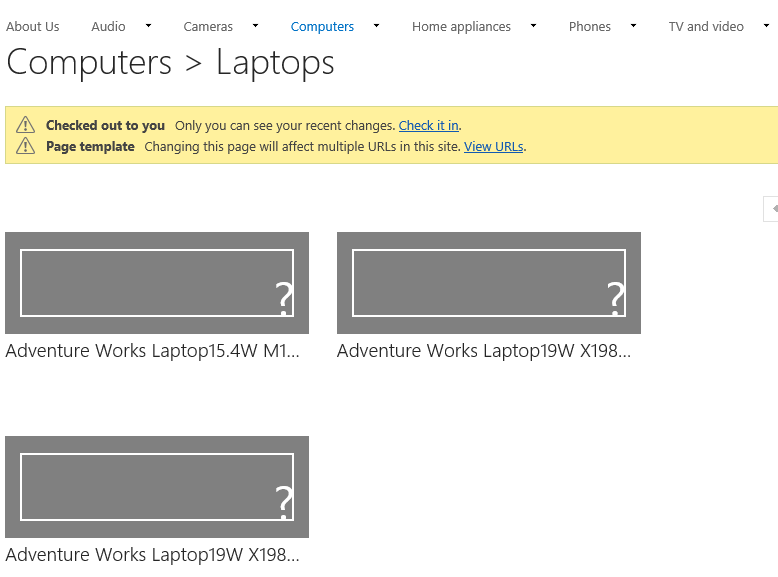 About Us Audio Cameras Computers Home appliances Phones TV and video
Computers > Laptops
Checked out to you Only you can see your recent changes. Check it in.
Page template Changing this page will affect multiple URLs in this site. View URLs.
? ?
Adventure Works Laptop15.4W M1... Adventure Works Laptop19W X198...
?
Adventure Works Laptop19W X198...